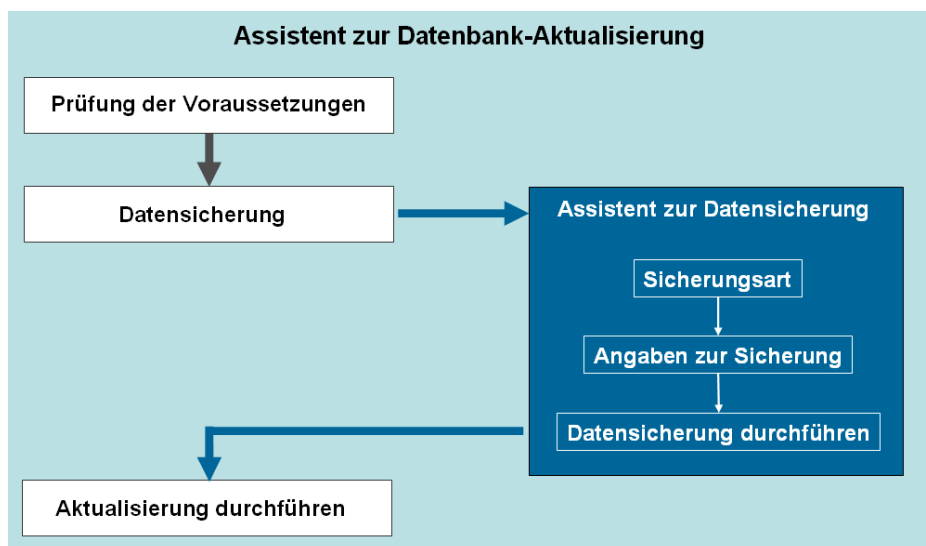 Assistent zur Datenbank-Aktualisierung
Prüfung der Voraussetzungen
Datensicherung
Assistent zur Datensicherung
Sicherungsart
Angaben zur Sicherung
Datensicherung durchführen
Aktualisierung durchführen